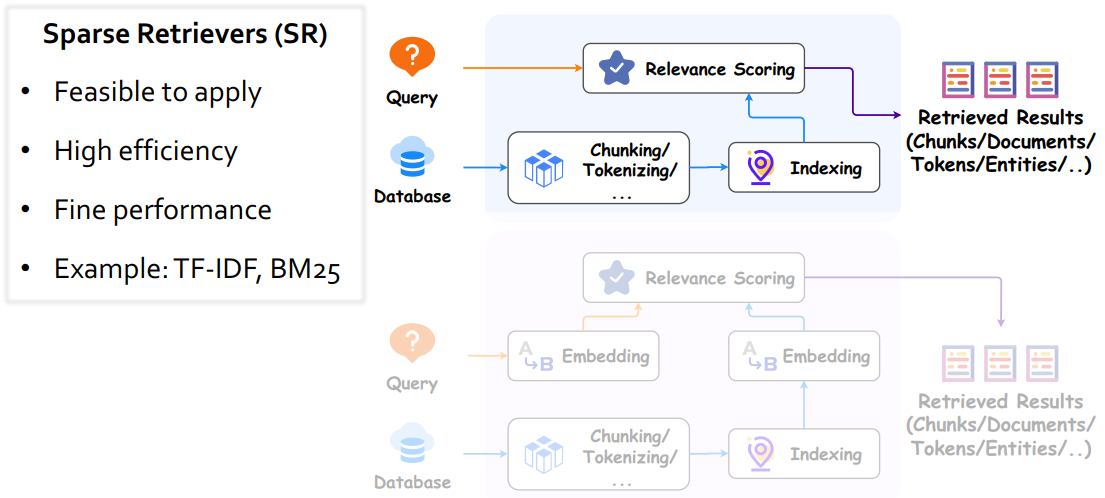 Sparse Retrievers (SR)
• Feasible to apply
• High efficiency
• Fine performance
• Example: TF-IDF, BM25
Query
Relevance Scoring
Database
Chunking/
Tokenizing/
...
Indexing
Retrieved Results
(Chunks/Documents/
Tokens/Entities/..)
Relevance Scoring
Query
A
B
Embedding
A
B
Embedding
Database
Chunking/
Tokenizing/
...
Indexing
Retrieved Results
(Chunks/Documents/
Tokens/Entities/..)